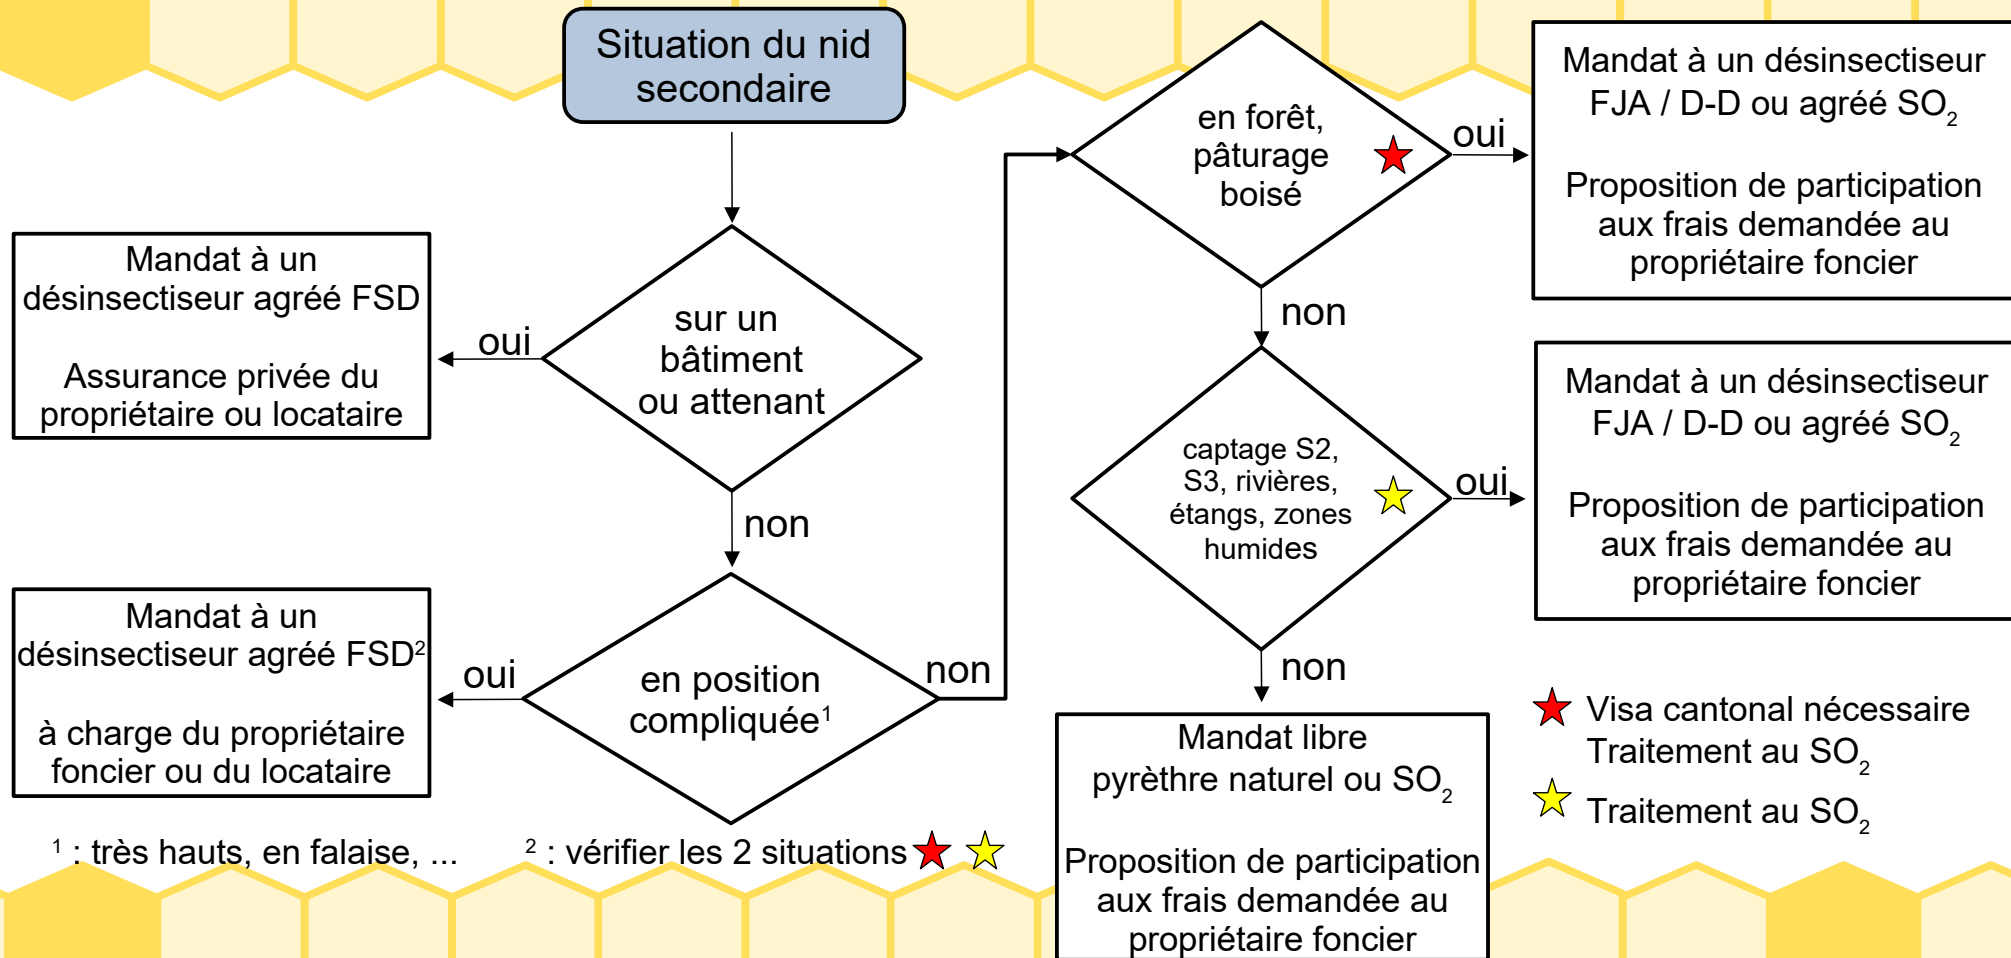 Situation du nid
secondaire
Mandat à un
désinsectiseur agréé FSD
Assurance privée du
propriétaire ou locataire
oui
sur un
bâtiment
ou attenant
non
Mandat à un
désinsectiseur agréé FSD²
à charge du propriétaire
foncier ou du locataire
oui
en position
compliquée¹
non
en forêt,
pâturage
boisé
oui
Mandat à un désinsectiseur
FJA / D-D ou agréé SO₂
Proposition de participation
aux frais demandée au
propriétaire foncier
non
captage S2,
S3, rivières,
étangs, zones
humides
oui
Mandat à un désinsectiseur
FJA / D-D ou agréé SO₂
Proposition de participation
aux frais demandée au
propriétaire foncier
non
Mandat libre
pyrèthre naturel ou SO₂
Proposition de participation
aux frais demandée au
propriétaire foncier
Visa cantonal nécessaire
Traitement au SO₂
Traitement au SO₂
¹ : très hauts, en falaise, ...
² : vérifier les 2 situations